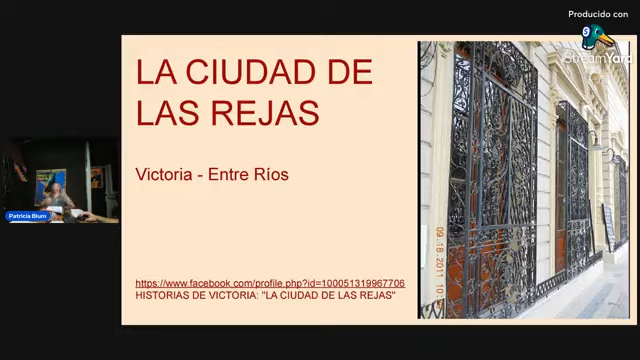 Producido con
StreamYard
LA CIUDAD DE
LAS REJAS
Victoria - Entre Ríos
Patricia Blum
09.18.2011 10:
https://www.facebook.com/profile.php?id=100051319967706
HISTORIAS DE VICTORIA: "LA CIUDAD DE LAS REJAS"